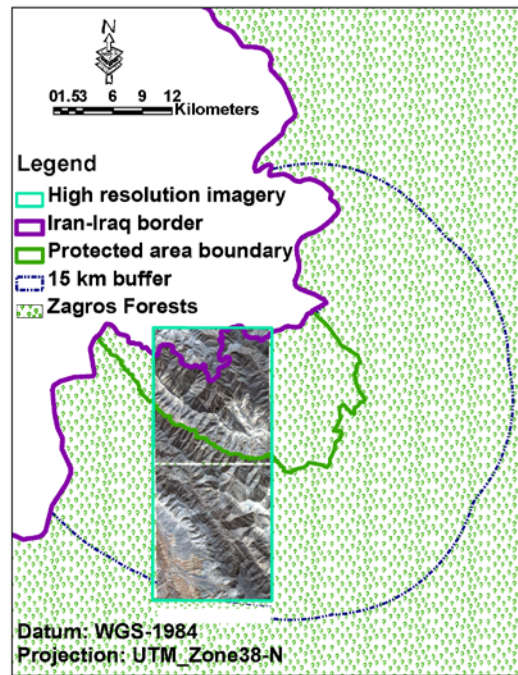 N
01.53 6 9 12
Kilometers
Legend
High resolution imagery
Iran-Iraq border
Protected area boundary
15 km buffer
Zagros Forests
Datum: WGS-1984
Projection: UTM_Zone38-N